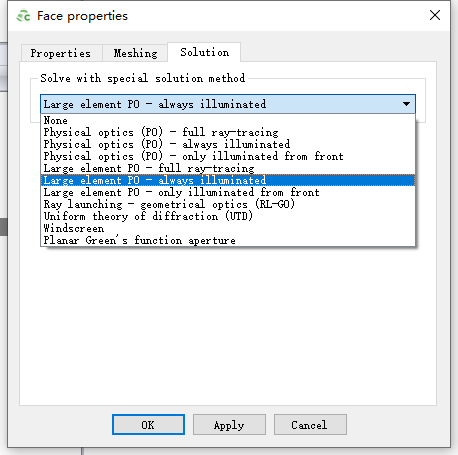 Face properties
Properties
Meshing
Solution
Solve with special solution method
Large element PO - always illuminated
None
Physical optics (PO) - full ray-tracing
Physical optics (PO) - always illuminated
Physical optics (PO) - only illuminated from front
Large element PO - full ray-tracing
Large element PO - always illuminated
Large element PO - only illuminated from front
Ray launching - geometrical optics (RL-GO)
Uniform theory of diffraction (UTD)
Windscreen
Planar Green's function aperture
OK
Apply
Cancel